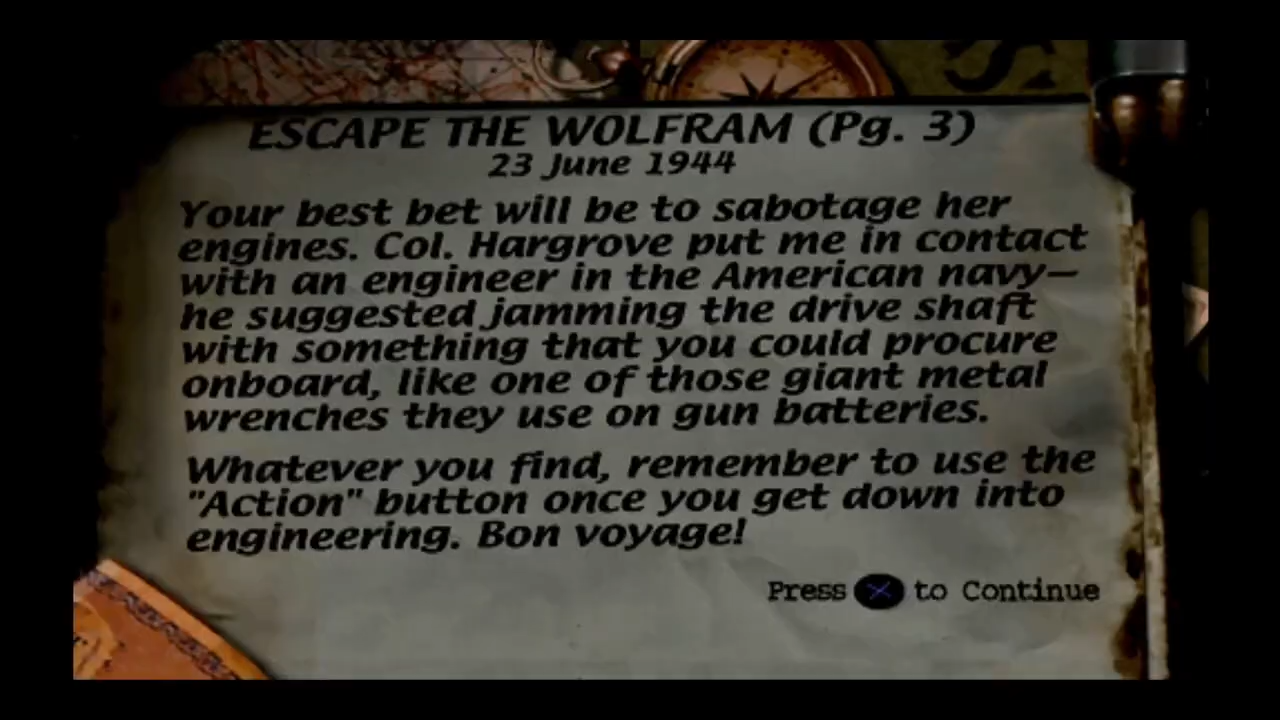 ESCAPE THE WOLFRAM (Pg. 3)
23 June 1944
Your best bet will be to sabotage her
engines. Col. Hargrove put me in contact
with an engineer in the American navy—
he suggested jamming the drive shaft
with something that you could procure
onboard, like one of those giant metal
wrenches they use on gun batteries.
Whatever you find, remember to use the
"Action" button once you get down into
engineering. Bon voyage!
Press X to Continue